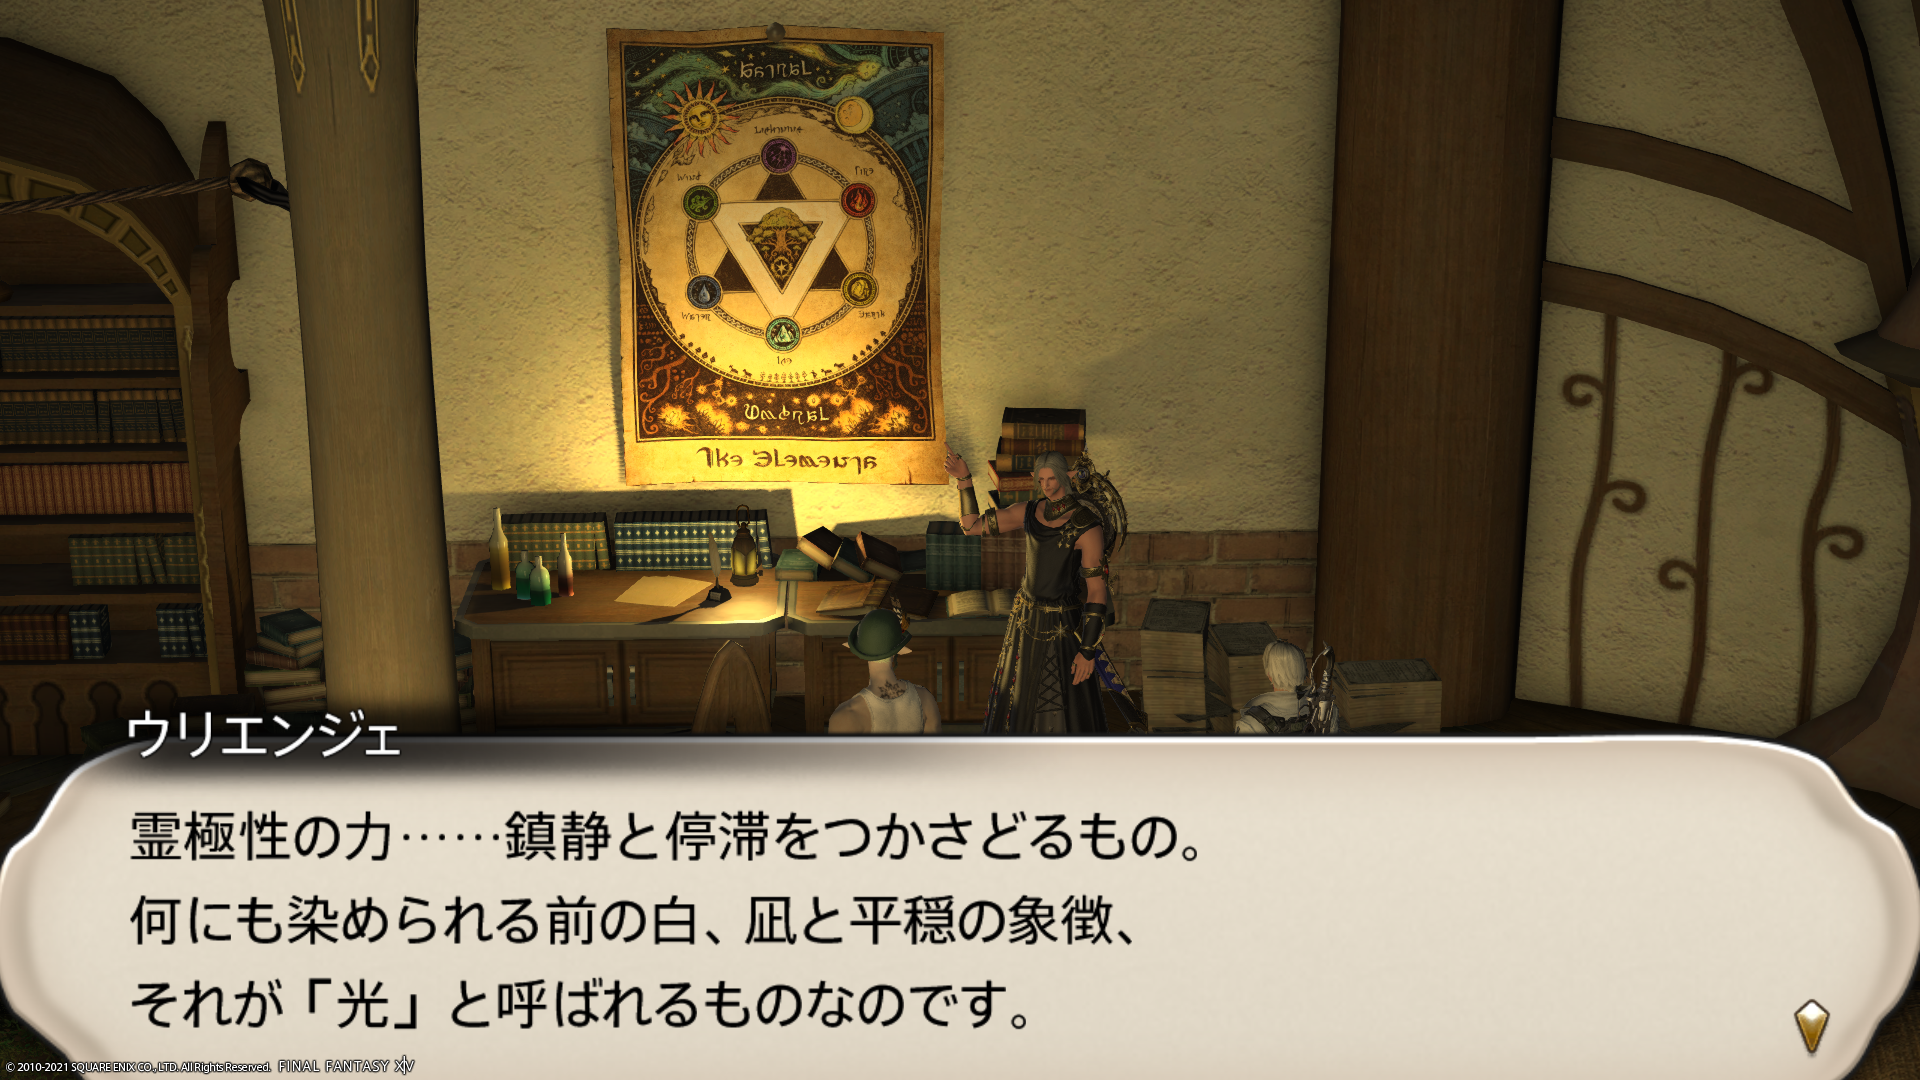 ウリエンジェ
霊極性の力……鎮静と停滞をつかさどるもの。
何にも染められる前の白、凪と平穏の象徴、
それが「光」と呼ばれるものなのです。
© 2010-2021 SQUARE ENIX CO., LTD. All Rights Reserved. FINAL FANTASY XIV